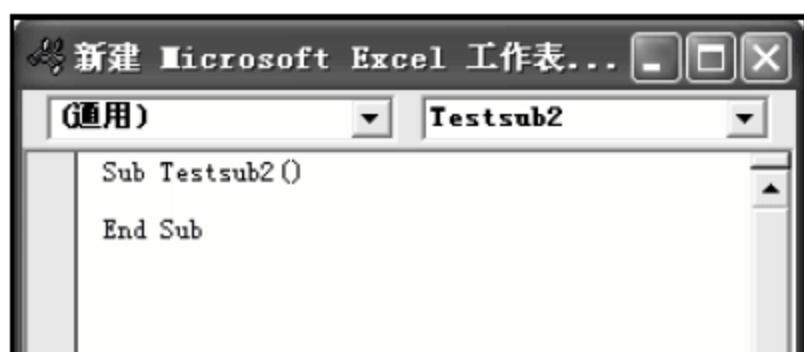 新建 Microsoft Excel 工作表...
(通用)
Testsub2
Sub Testsub2()
End Sub